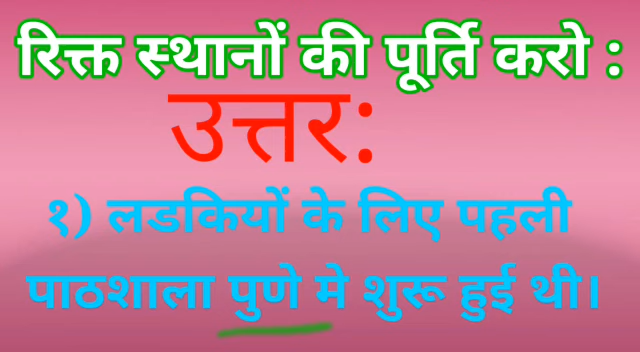 रिक्त स्थानों की पूर्ति करो :
उत्तर:
१) लडकियों के लिए पहली
पाठशाला पुणे मे शुरू हुई थी।